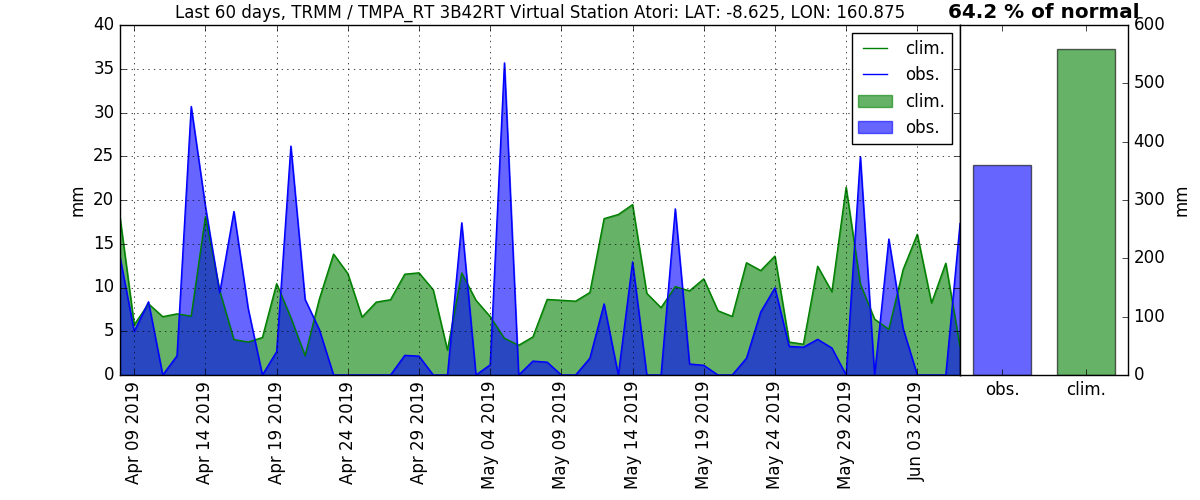 Last 60 days, TRMM / TMPA_RT 3B42RT Virtual Station Atori: LAT: -8.625, LON: 160.875
64.2 % of normal
mm
40
35
30
25
20
15
10
5
0
clim.
obs.
clim.
obs.
600
500
400
300
200
100
0
mm
Apr 09 2019
Apr 14 2019
Apr 19 2019
Apr 24 2019
Apr 29 2019
May 04 2019
May 09 2019
May 14 2019
May 19 2019
May 24 2019
May 29 2019
Jun 03 2019
obs.
clim.